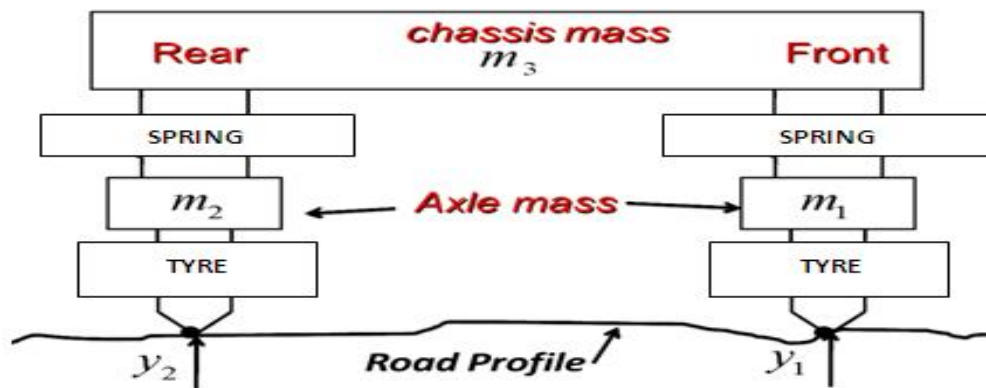 chassis mass
Rear m₃ Front
SPRING SPRING
m₂ Axle mass m₁
TYRE TYRE
y₂ Road Profile y₁